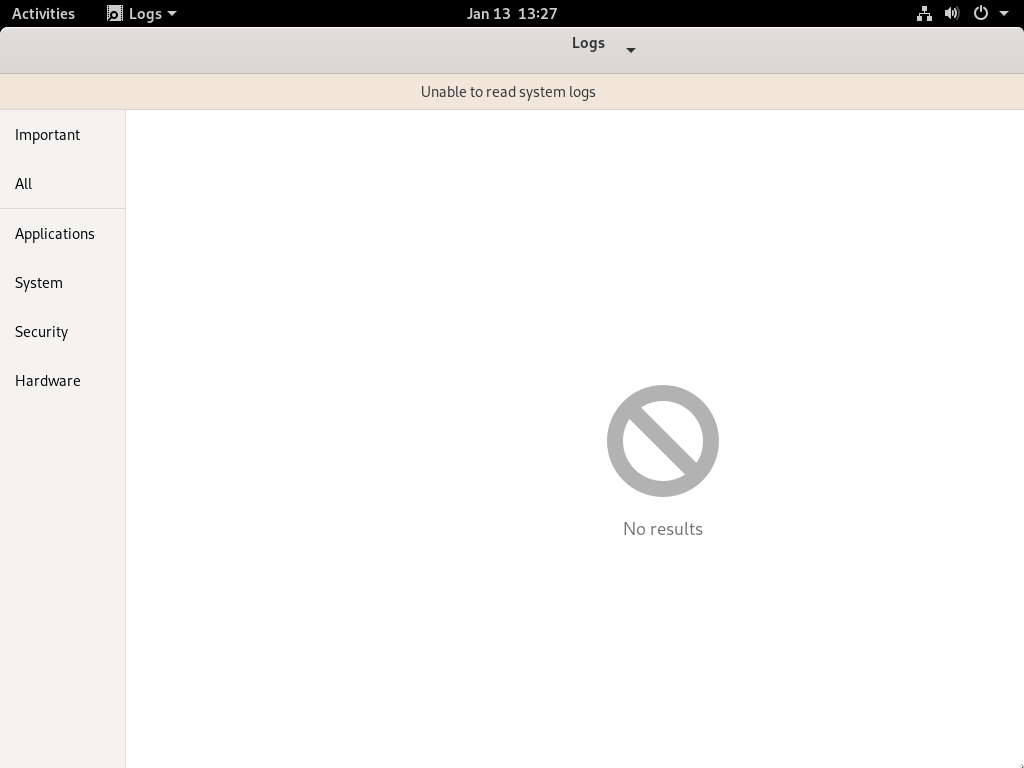 Activities Logs Jan 13 13:27
Logs
Unable to read system logs
Important
All
Applications
System
Security
Hardware
No results